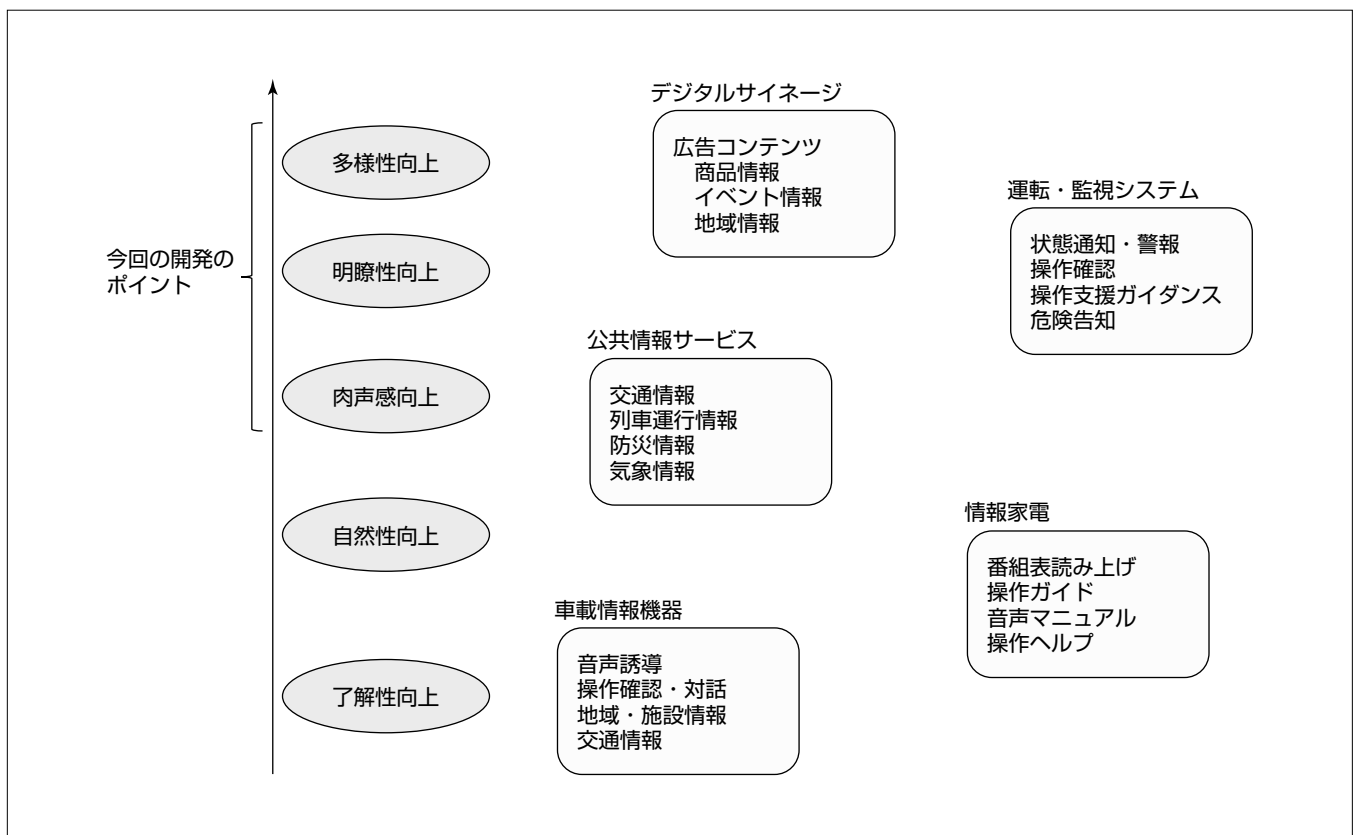 多様性向上
明瞭性向上
肉声感向上
自然性向上
了解性向上
今回の開発の
ポイント
デジタルサイネージ
広告コンテンツ
商品情報
イベント情報
地域情報
運転・監視システム
状態通知・警報
操作確認
操作支援ガイダンス
危険告知
公共情報サービス
交通情報
列車運行情報
防災情報
気象情報
情報家電
番組表読み上げ
操作ガイド
音声マニュアル
操作ヘルプ
車載情報機器
音声誘導
操作確認・対話
地域・施設情報
交通情報